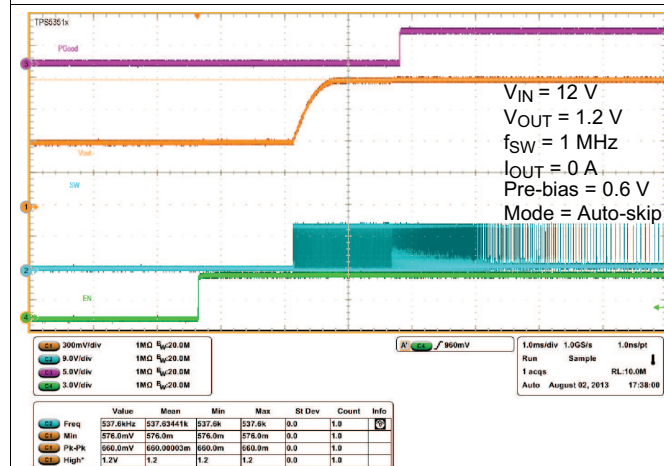 TPS5351x
PGood
3
VIN = 12 V
VOUT = 1.2 V
fSW = 1 MHz
IOUT = 0 A
Pre-bias = 0.6 V
Mode = Auto-skip
Vout
SW
1
2
EN
4
C1 300mV/div 1MΩ BW:20.0M
C2 9.0V/div 1MΩ BW:20.0M
C3 5.0V/div 1MΩ BW:20.0M
C4 3.0V/div 1MΩ BW:20.0M
A' C4 960mV
1.0ms/div 1.0GS/s 1.0ns/pt
Run Sample
1 acqs RL:10.0M
Auto August 02, 2013 17:38:00
Value Mean Min Max St Dev Count Info
C2 Freq 537.6kHz 537.63441k 537.6k 537.6k 0.0 1.0
C1 Min 576.0mV 576.0m 576.0m 576.0m 0.0 1.0
C1 Pk-Pk 660.0mV 660.00003m 660.0m 660.0m 0.0 1.0
C1 High* 1.2V 1.2 1.2 1.2 0.0 1.0